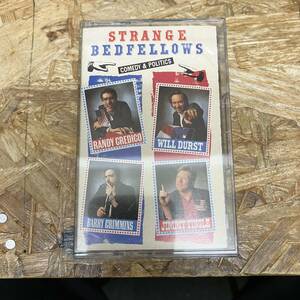 STRANGE
BEDFELLOWS
COMEDY & POLITICS
RANDY CREDICO
WILL DURST
BARRY CRIMMINS
JIMMY TINGLE